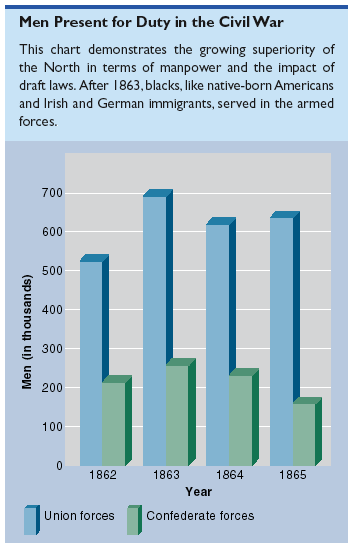 Men Present for Duty in the Civil War
This chart demonstrates the growing superiority of
the North in terms of manpower and the impact of
draft laws. After 1863, blacks, like native-born Americans
and Irish and German immigrants, served in the armed
forces.
700
600
500
400
300
200
100
0
Men (in thousands)
1862 1863 1864 1865
Year
Union forces Confederate forces